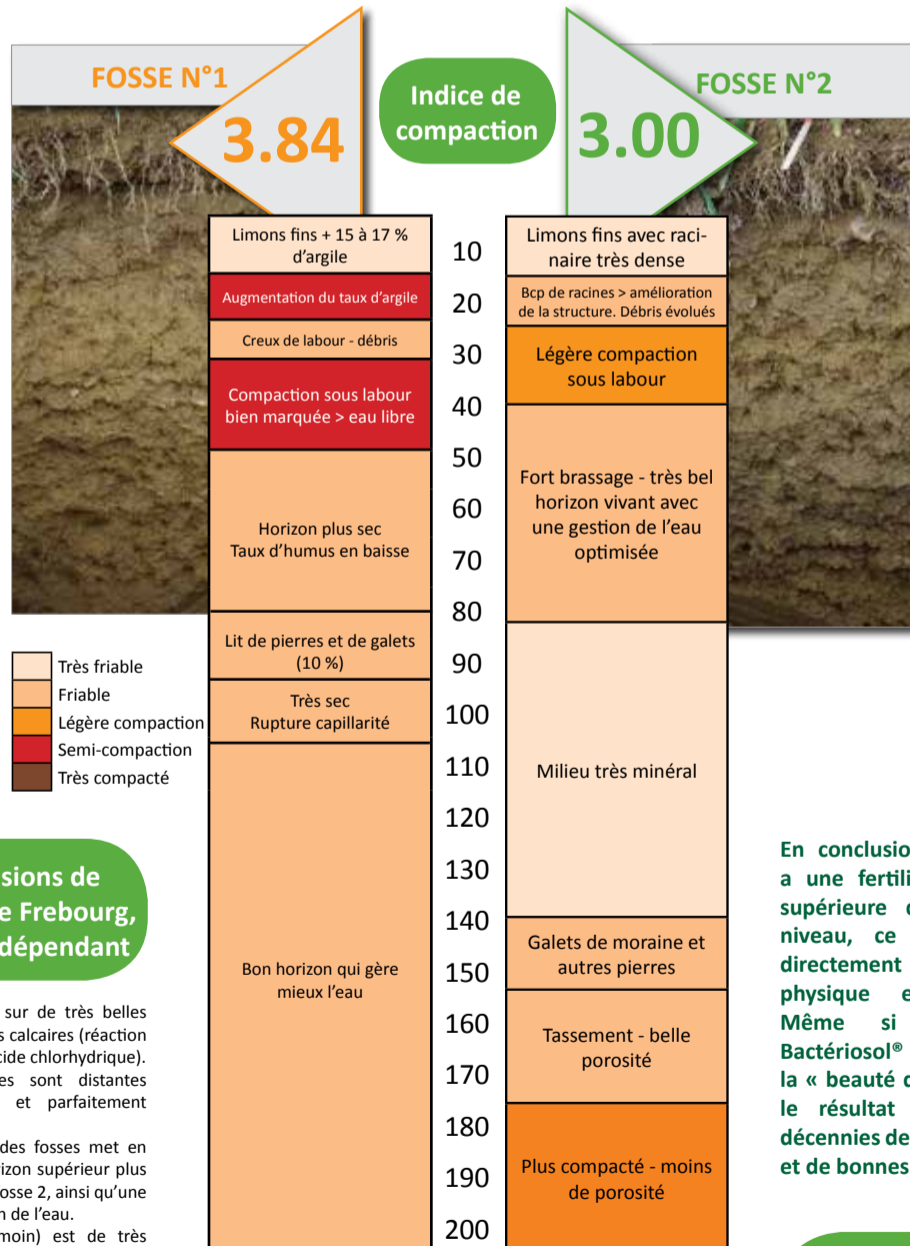 FOSSE N°1
3.84
Indice de
compaction
FOSSE N°2
3.00
Limons fins + 15 à 17 %
d'argile
Augmentation du taux d'argile
Creux de labour - débris
Compaction sous labour
bien marquée > eau libre
Horizon plus sec
Taux d'humus en baisse
Lit de pierres et de galets
(10 %)
Très sec
Rupture capillarité
Bon horizon qui gère
mieux l'eau
10
20
30
40
50
60
70
80
90
100
110
120
130
140
150
160
170
180
190
200
Limons fins avec raci-
naire très dense
Bcp de racines > amélioration
de la structure. Débris évolués
Légère compaction
sous labour
Fort brassage - très bel
horizon vivant avec
une gestion de l'eau
optimisée
Milieu très minéral
Galets de moraine et
autres pierres
Tassement - belle
porosité
Plus compacté - moins
de porosité
Très friable
Friable
Légère compaction
Semi-compaction
Très compacté
sions de
e Frebourg,
dépendant
sur de très belles
s calcaires (réaction
cide chlorhydrique).
es sont distantes
et parfaitement
des fosses met en
rizon supérieur plus
osse 2, ainsi qu'une
n de l'eau.
moin) est de très
En conclusio
a une fertili
supérieure
niveau, ce
directement
physique e
Même si
Bactériosol®
la « beauté
le résultat
décennies de
et de bonnes